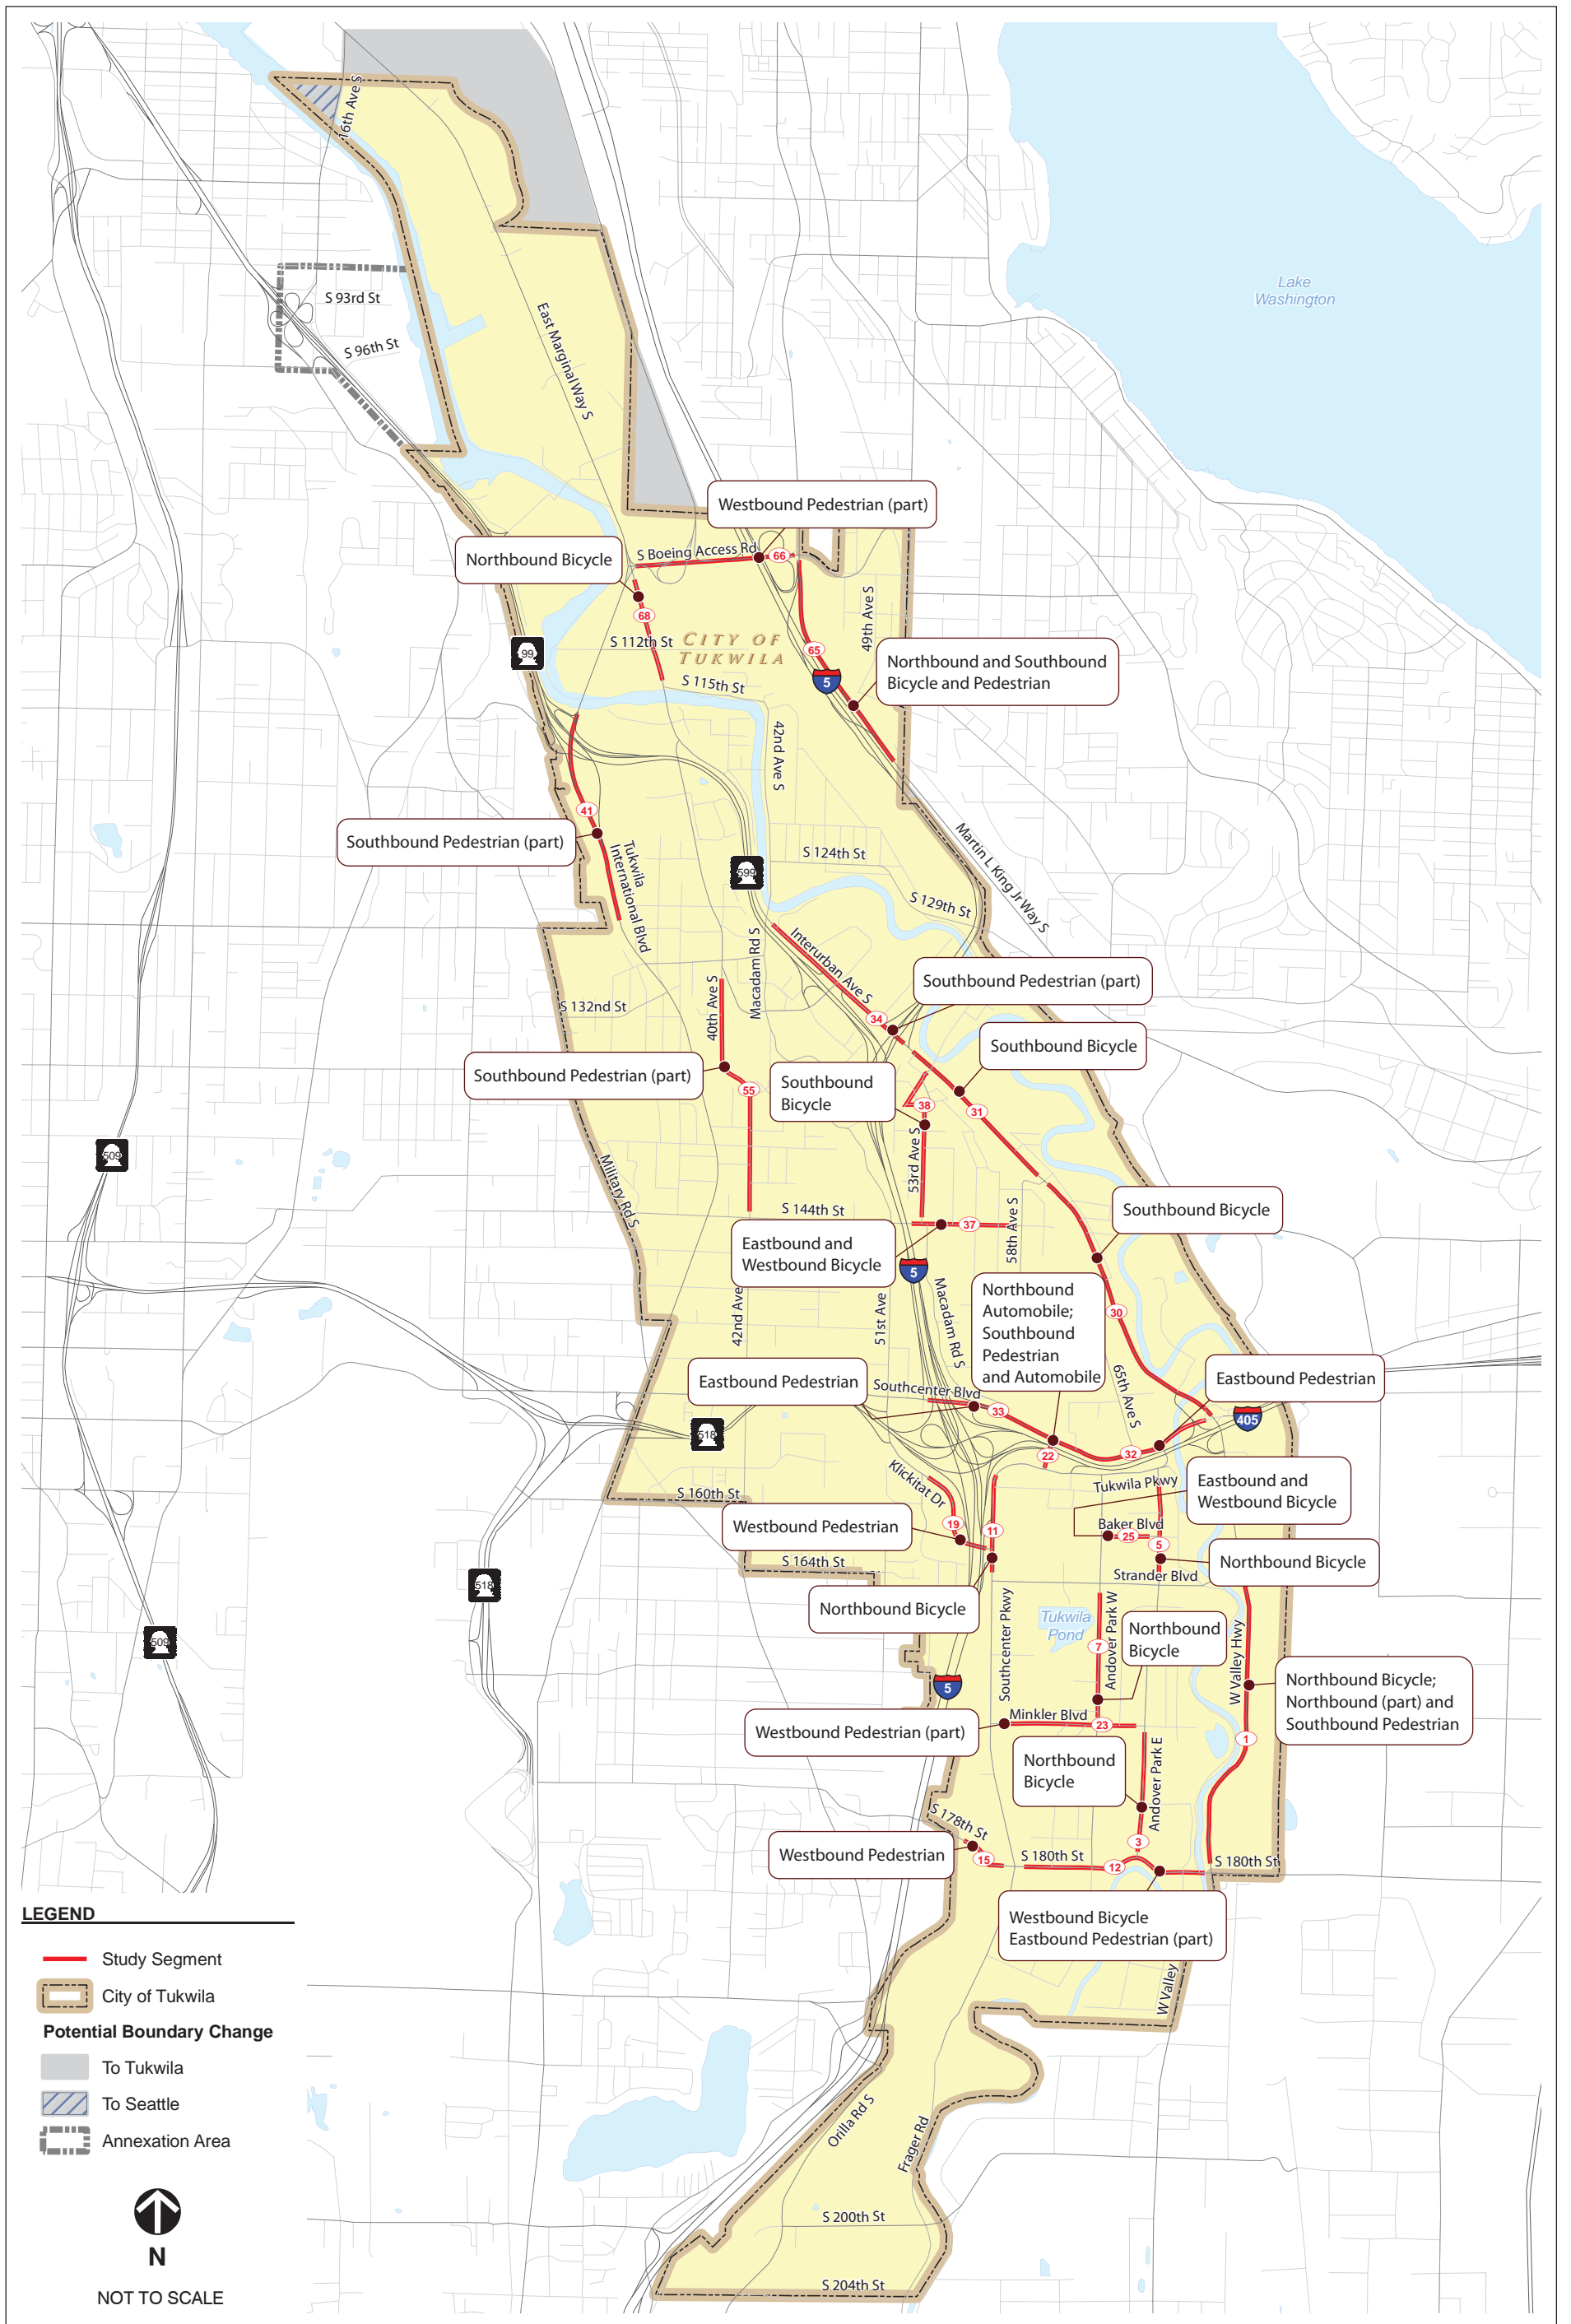 16th Ave S
Lake
Washington
S 93rd St
S 96th St
East Marginal Way S
Westbound Pedestrian (part)
Northbound Bicycle
S Boeing Access Rd
66
68
49th Ave S
99
S 112th St
CITY OF
TUKWILA
65
5
Northbound and Southbound
Bicycle and Pedestrian
S 115th St
42nd Ave S
41
Southbound Pedestrian (part)
Tukwila
International Blvd
599
S 124th St
Martin L King Jr Way S
S 129th St
Interurban Ave S
Macadam Rd S
40th Ave S
S 132nd St
Southbound Pedestrian (part)
34
Southbound Bicycle
Southbound Pedestrian (part)
55
Southbound
Bicycle
38
31
509
53rd Ave S
Military Rd S
S 144th St
37
58th Ave S
Southbound Bicycle
Eastbound and
Westbound Bicycle
5
42nd Ave
51st Ave
Macadam Rd S
Northbound
Automobile;
Southbound
Pedestrian
and Automobile
30
65th Ave S
Eastbound Pedestrian
Eastbound Pedestrian
Southcenter Blvd
33
405
518
22
32
Klickitat Dr
S 160th St
Tukwila Pkwy
Eastbound and
Westbound Bicycle
Westbound Pedestrian
19
11
Baker Blvd
25
5
S 164th St
Northbound Bicycle
Strander Blvd
518
Northbound Bicycle
Southcenter Pkwy
Tukwila
Pond
Andover Park W
7
Northbound
Bicycle
W Valley Hwy
509
5
Northbound Bicycle;
Northbound (part) and
Southbound Pedestrian
Minkler Blvd
23
Westbound Pedestrian (part)
1
Northbound
Bicycle
Andover Park E
S 178th St
3
Westbound Pedestrian
15
S 180th St
12
S 180th St
Westbound Bicycle
Eastbound Pedestrian (part)
W Valley
LEGEND
Study Segment
City of Tukwila
Potential Boundary Change
To Tukwila
To Seattle
Annexation Area
Orilla Rd S
Frager Rd
S 200th St
S 204th St
N
NOT TO SCALE